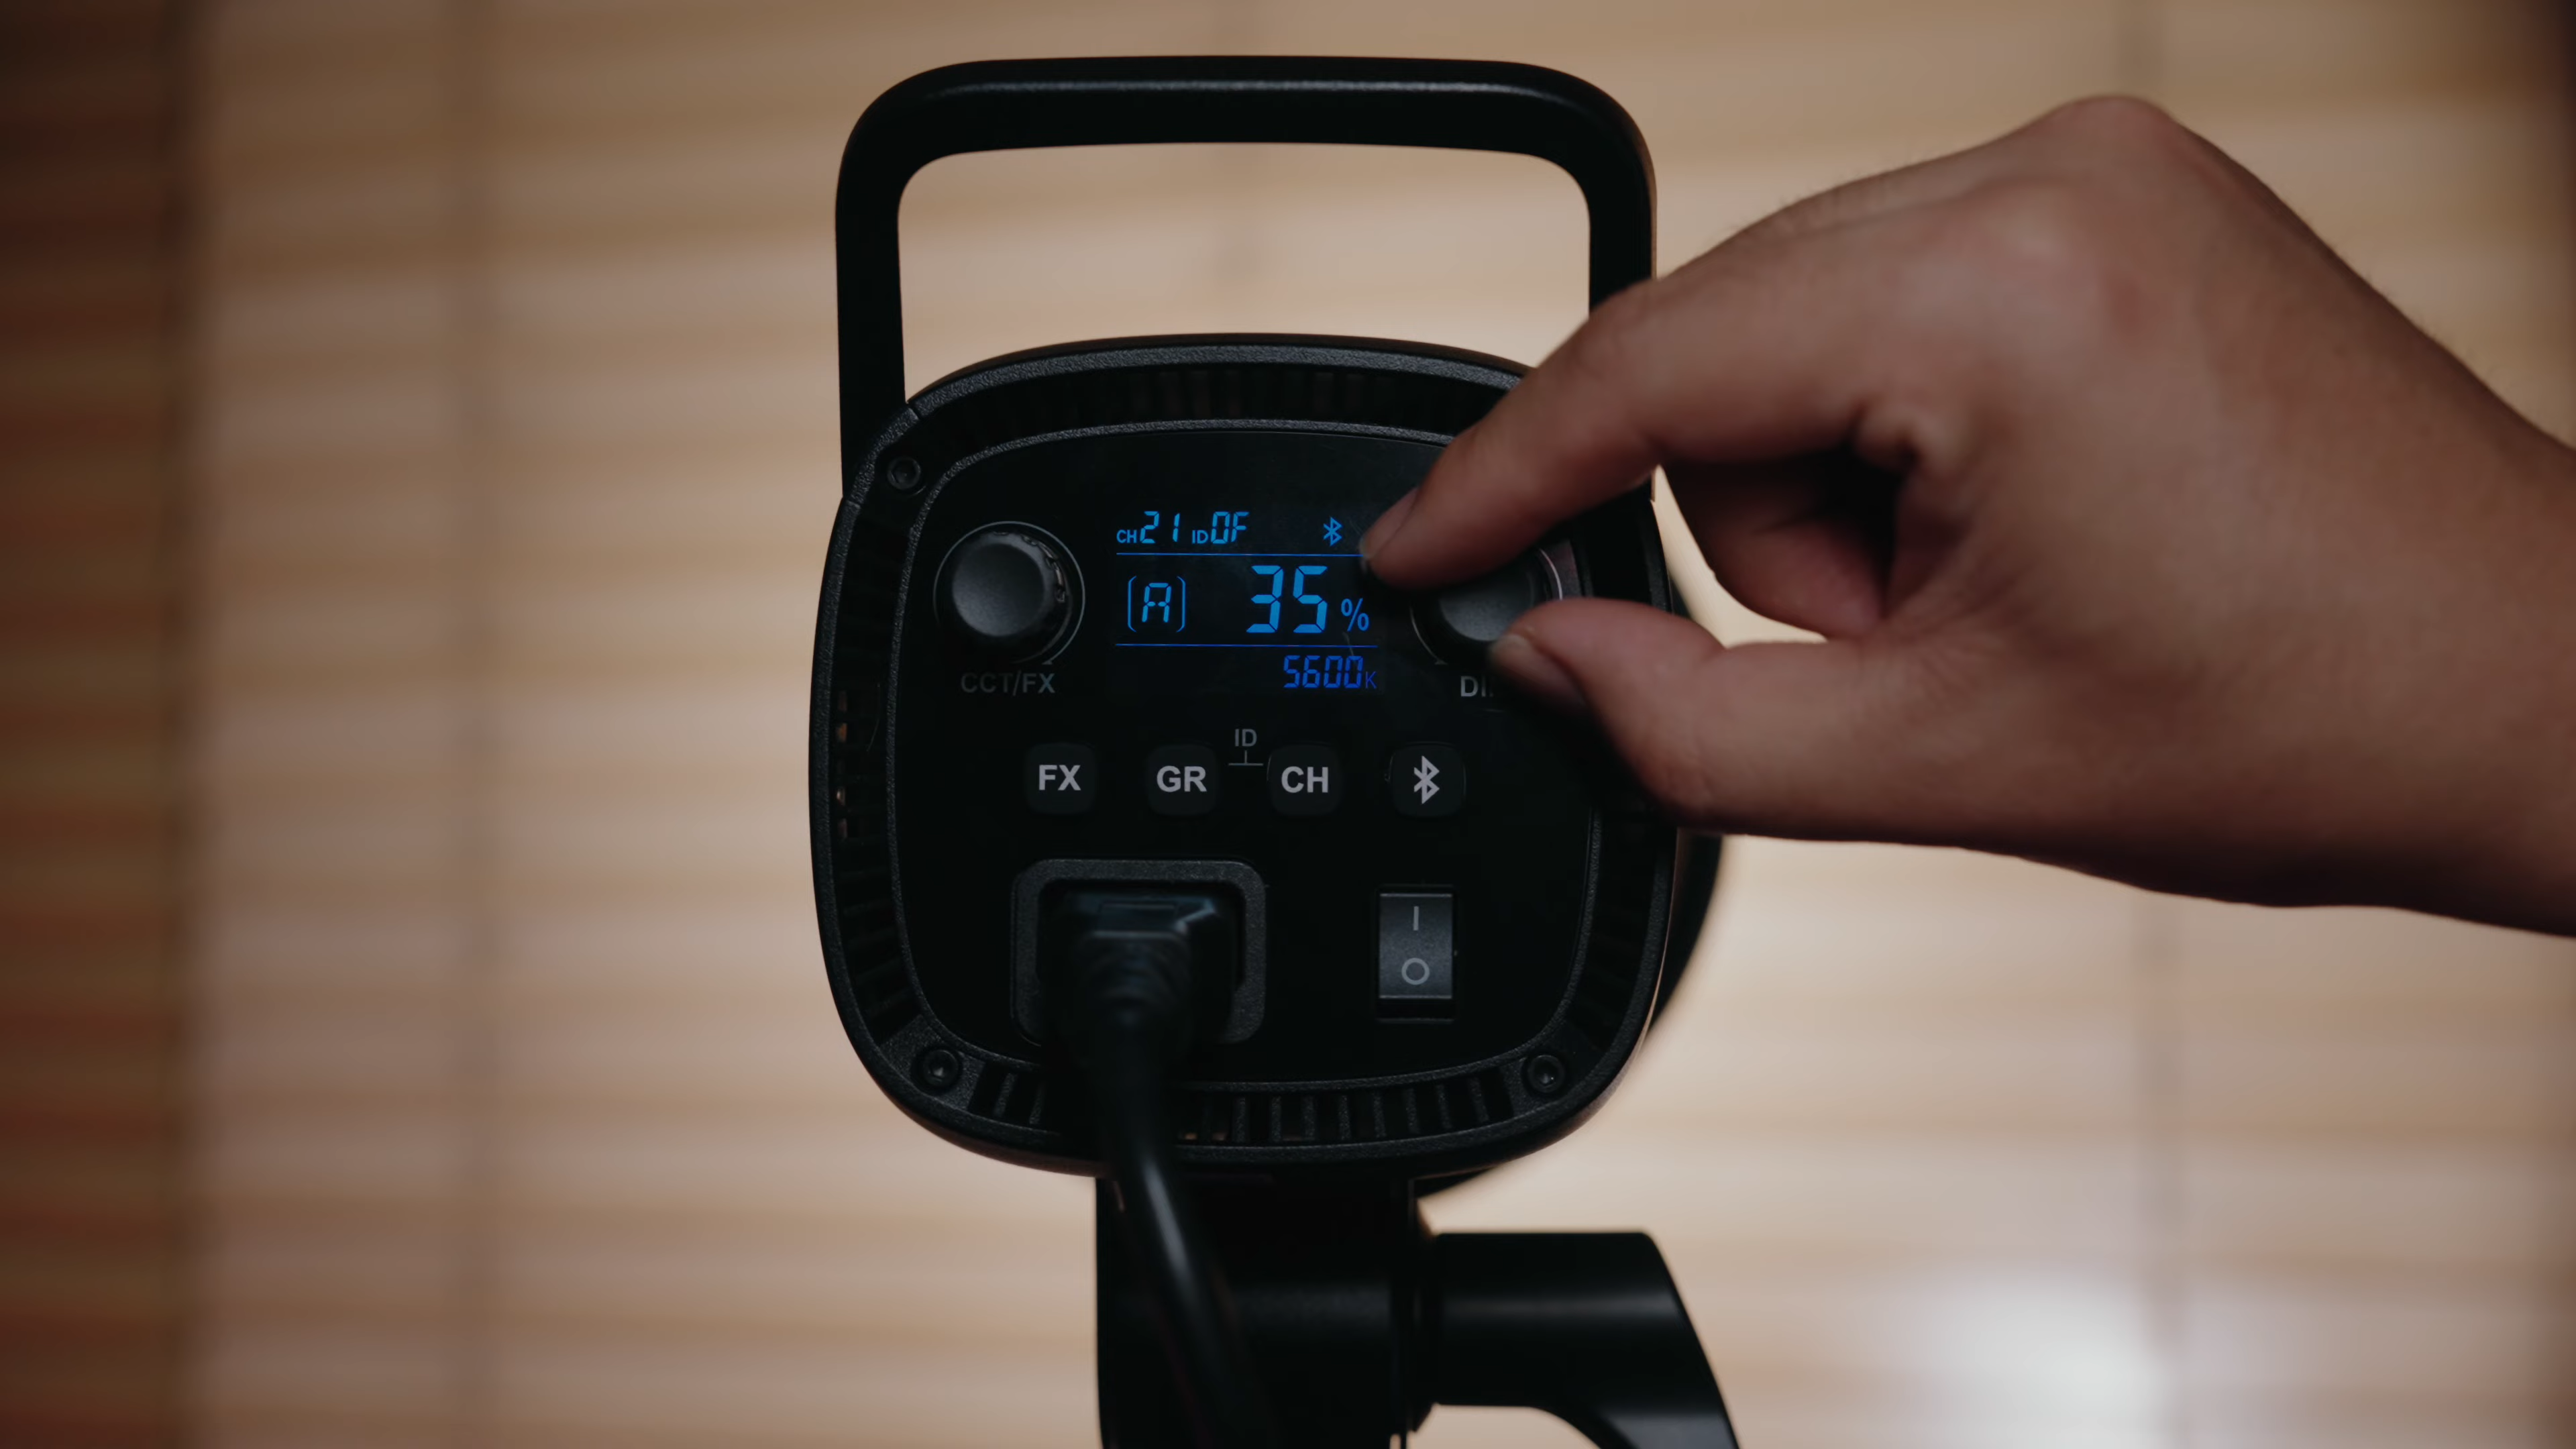 CH21 ID0F
[A] 35%
5600K
CCT/FX
ID
FX GR CH
I
O